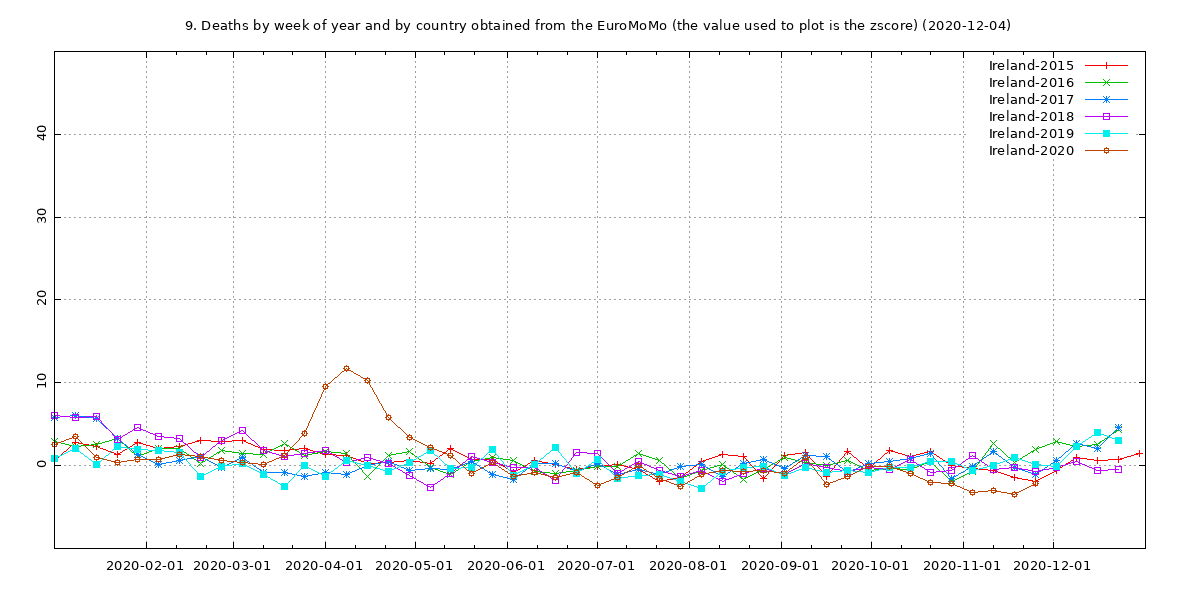 9. Deaths by week of year and by country obtained from the EuroMoMo (the value used to plot is the zscore) (2020-12-04)
Ireland-2015
Ireland-2016
Ireland-2017
Ireland-2018
Ireland-2019
Ireland-2020
40
30
20
10
0
2020-02-01 2020-03-01 2020-04-01 2020-05-01 2020-06-01 2020-07-01 2020-08-01 2020-09-01 2020-10-01 2020-11-01 2020-12-01